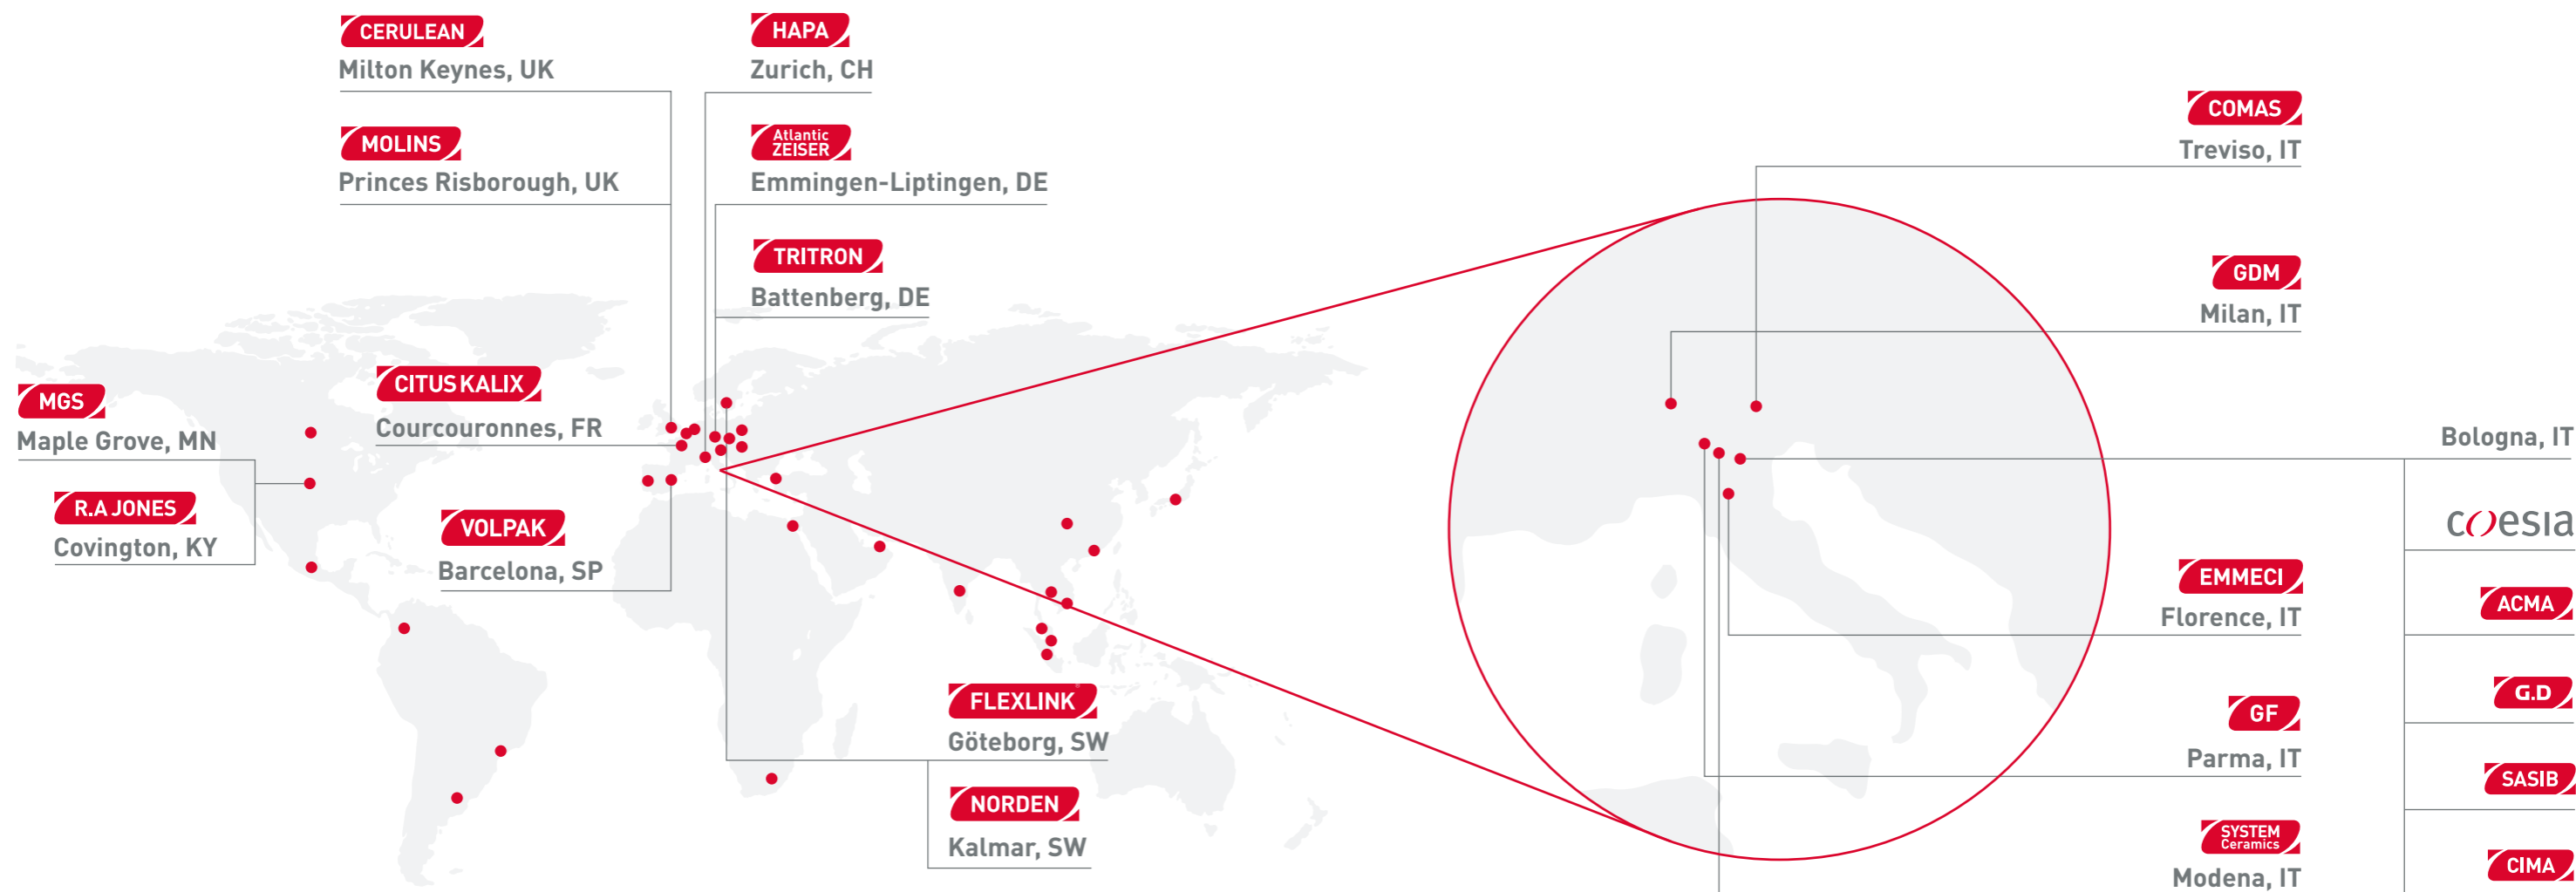 CERULEAN
Milton Keynes, UK
MOLINS
Princes Risborough, UK
HAPA
Zurich, CH
Atlantic
ZEISER
Emmingen-Liptingen, DE
TRITRON
Battenberg, DE
MGS
Maple Grove, MN
R.A JONES
Covington, KY
CITUS KALIX
Courcouronnes, FR
VOLPAK
Barcelona, SP
FLEXLINK
Göteborg, SW
NORDEN
Kalmar, SW
COMAS
Treviso, IT
GDM
Milan, IT
EMMECI
Florence, IT
GF
Parma, IT
SYSTEM
Ceramics
Modena, IT
Bologna, IT
coesia
ACMA
G.D
SASIB
CIMA